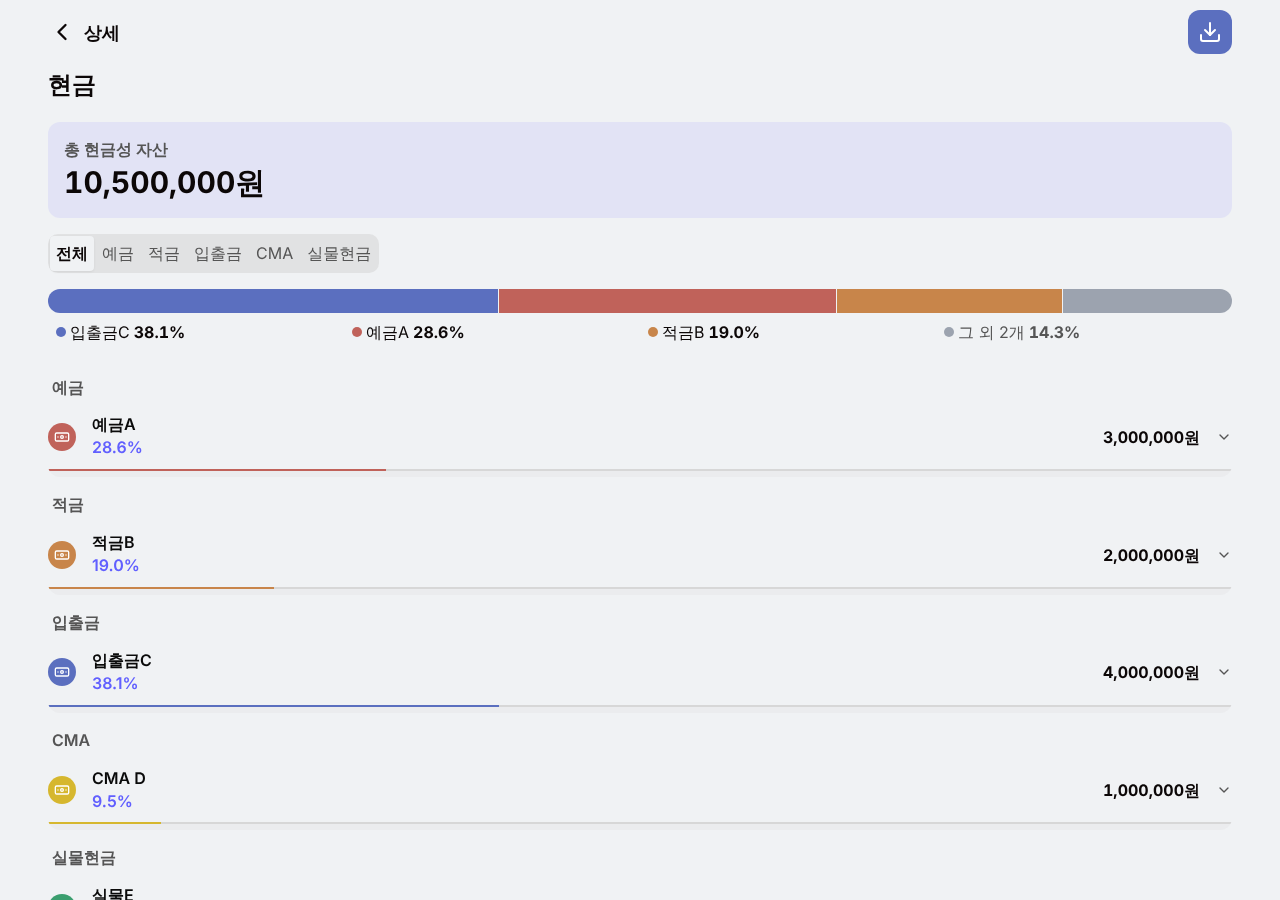 상세
현금
총 현금성 자산
10,500,000원
전체 예금 적금 입출금 CMA 실물현금
입출금C 38.1% 예금A 28.6% 적금B 19.0% 그 외 2개 14.3%
예금
예금A
28.6%
3,000,000원
적금
적금B
19.0%
2,000,000원
입출금
입출금C
38.1%
4,000,000원
CMA
CMA D
9.5%
1,000,000원
실물현금
실물E